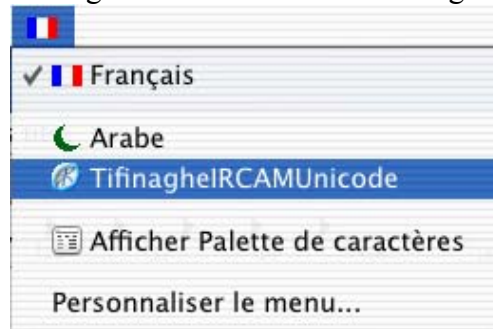 Français
Arabe
TifinagheIRCAMUnicode
Afficher Palette de caractères
Personnaliser le menu...